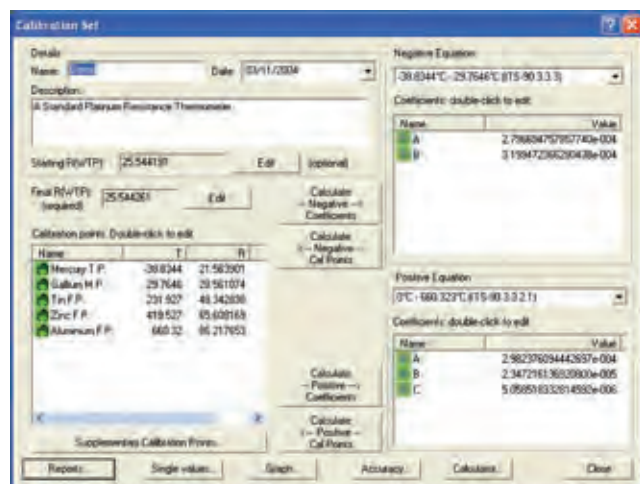 Calibration Set
Details
Name:
Date: 03/11/2004
Description:
A Standard Platinum Resistance Thermometer
Starting R(WTP): 25.544191 Edit (optional)
Final R(WTP): 25.544261 Edit
(required)
Calibration points: Double-click to edit
Name T R
Mercury T.P. -38.8344 21.563901
Gallium M.P. 29.7646 28.561074
Tin F.P. 231.927 48.342838
Zinc F.P. 419.527 65.608169
Aluminum F.P. 660.32 86.217653
Supplementary Calibration Points...
Calculate
-- Negative -->
Coefficients
Calculate
<-- Negative --
Cal Points
Calculate
-- Positive -->
Coefficients
Calculate
<-- Positive --
Cal Points
Negative Equation
-38.8344°C - 29.7646°C (ITS-90 3.3.3)
Coefficients: double-click to edit
Name Value
A
B
Positive Equation
0°C - 660.323°C (ITS-90 3.3.2.1)
Coefficients: double-click to edit
Name Value
A
B
C
Reports... Single values... Graph... Accuracy... Calculators... Close